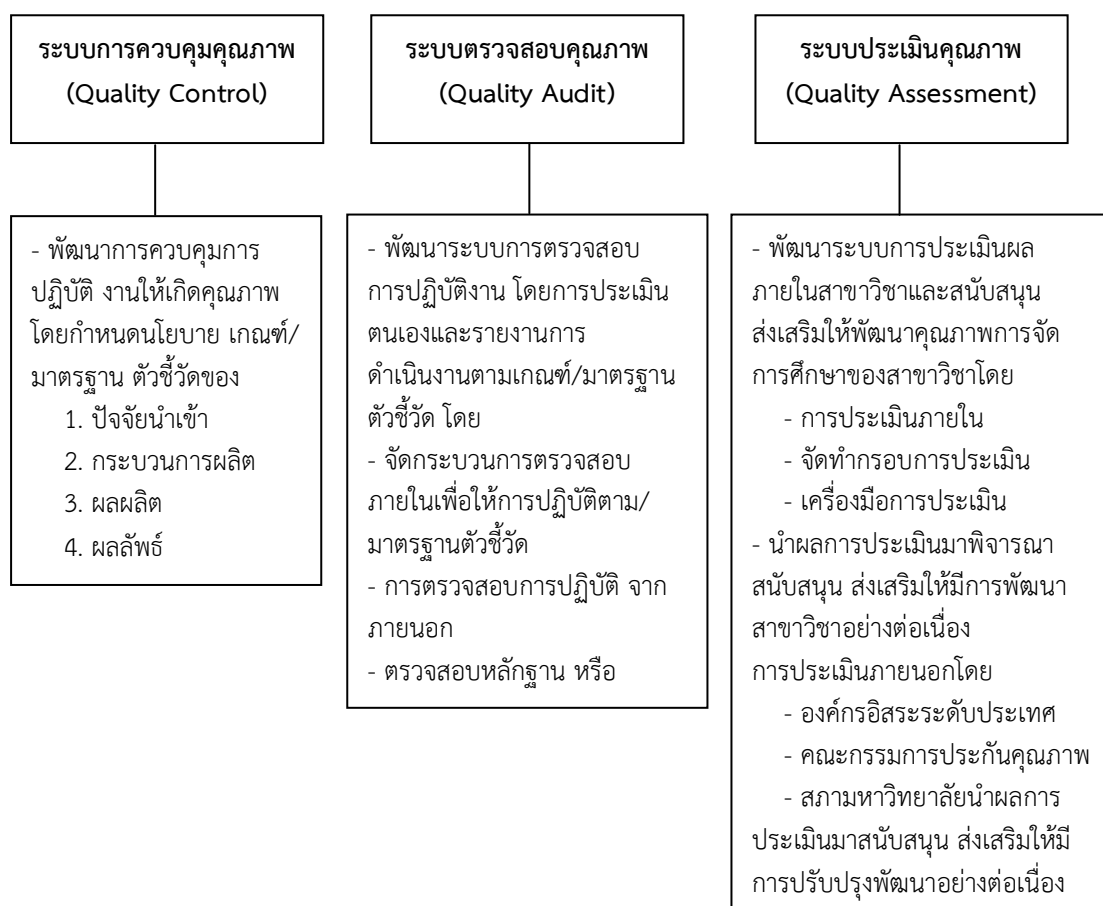 ระบบการควบคุมคุณภาพ
(Quality Control)
- พัฒนาการควบคุมการ
ปฏิบัติ งานให้เกิดคุณภาพ
โดยกำหนดนโยบาย เกณฑ์/
มาตรฐาน ตัวชี้วัดของ
1. ปัจจัยนำเข้า
2. กระบวนการผลิต
3. ผลผลิต
4. ผลลัพธ์
ระบบตรวจสอบคุณภาพ
(Quality Audit)
- พัฒนาระบบการตรวจสอบ
การปฏิบัติงาน โดยการประเมิน
ตนเองและรายงานการ
ดำเนินงานตามเกณฑ์/มาตรฐาน
ตัวชี้วัด โดย
- จัดกระบวนการตรวจสอบ
ภายในเพื่อให้การปฏิบัติตาม/
มาตรฐานตัวชี้วัด
- การตรวจสอบการปฏิบัติ จาก
ภายนอก
- ตรวจสอบหลักฐาน หรือ
ระบบประเมินคุณภาพ
(Quality Assessment)
- พัฒนาระบบการประเมินผล
ภายในสาขาวิชาและสนับสนุน
ส่งเสริมให้พัฒนาคุณภาพการจัด
การศึกษาของสาขาวิชาโดย
- การประเมินภายใน
- จัดทำกรอบการประเมิน
- เครื่องมือการประเมิน
- นำผลการประเมินมาพิจารณา
สนับสนุน ส่งเสริมให้มีการพัฒนา
สาขาวิชาอย่างต่อเนื่อง
การประเมินภายนอกโดย
- องค์กรอิสระระดับประเทศ
- คณะกรรมการประกันคุณภาพ
- สภามหาวิทยาลัยนำผลการ
ประเมินมาสนับสนุน ส่งเสริมให้มี
การปรับปรุงพัฒนาอย่างต่อเนื่อง